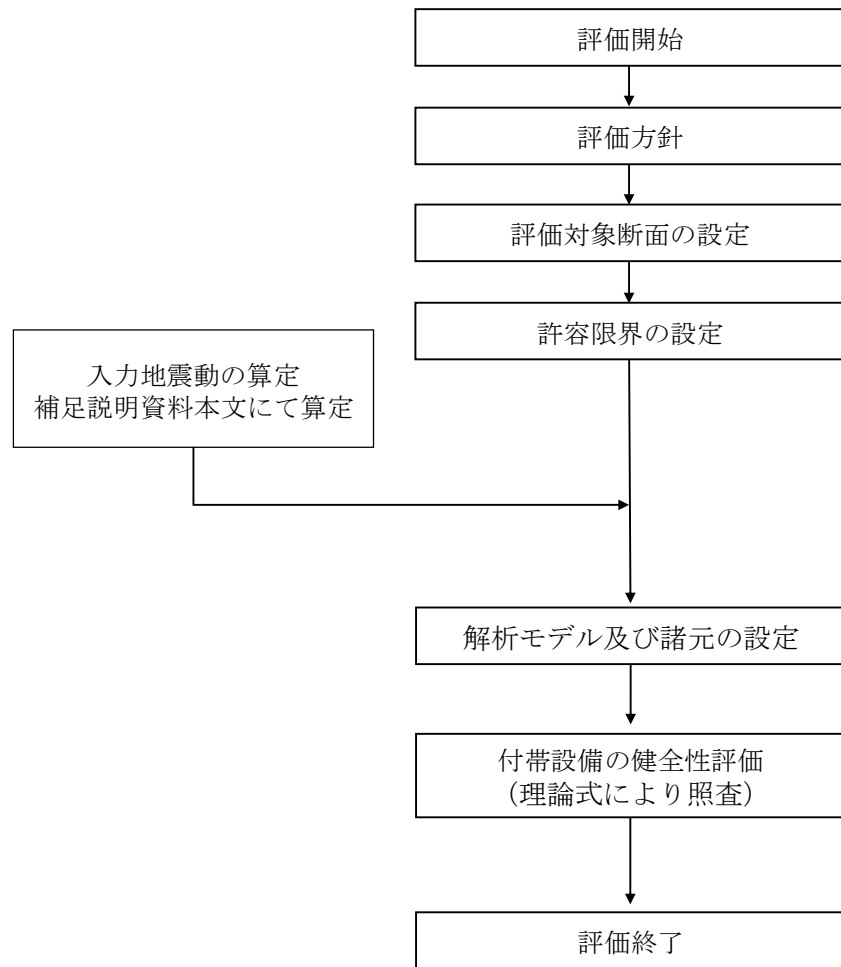 評価開始
評価方針
評価対象断面の設定
許容限界の設定
入力地震動の算定
補足説明資料本文にて算定
解析モデル及び諸元の設定
付帯設備の健全性評価
（理論式により照査）
評価終了